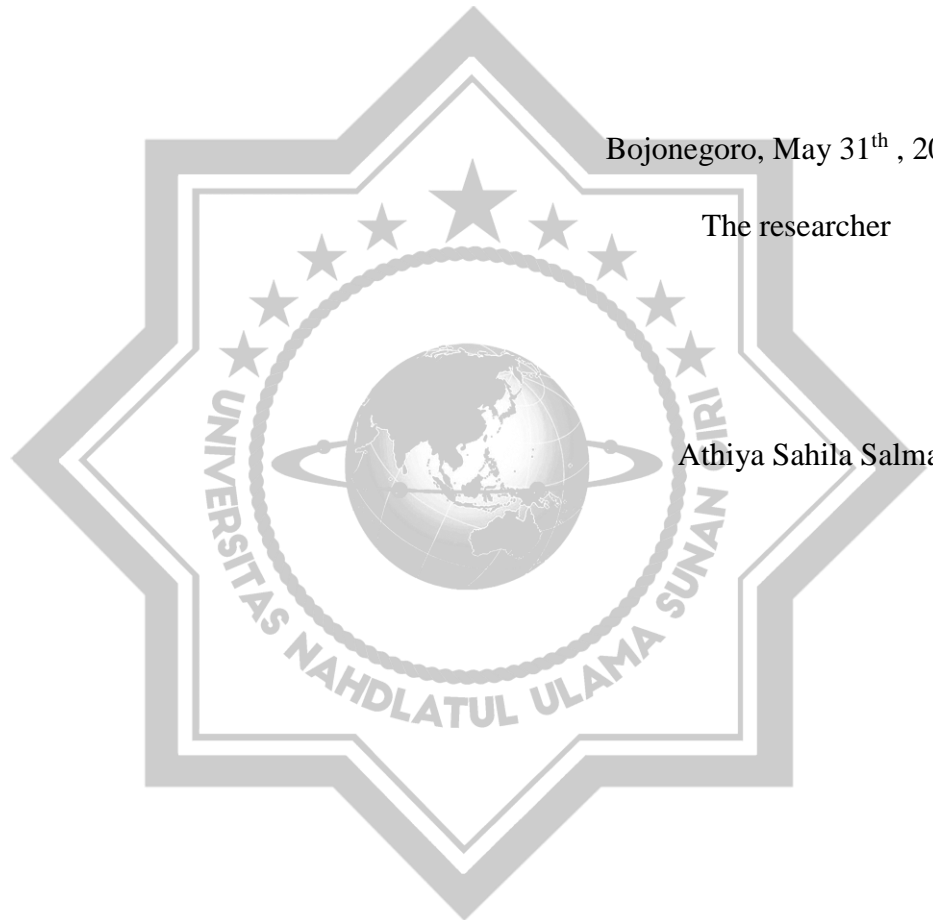 Bojonegoro, May 31th , 20
The researcher
Athiya Sahila Salma
UNIVERSITAS NAHDLATUL ULAMA SUNAN GIRI